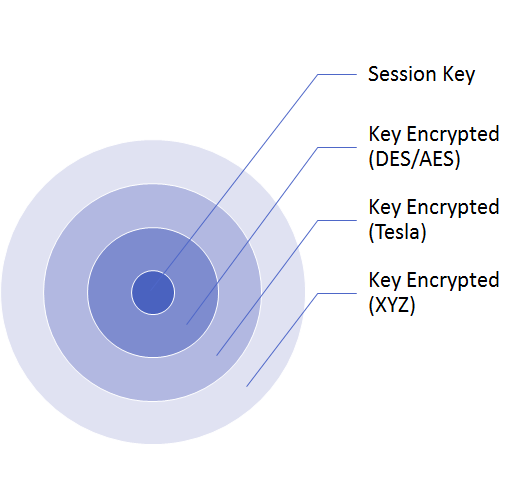 Session Key
Key Encrypted
(DES/AES)
Key Encrypted
(Tesla)
Key Encrypted
(XYZ)